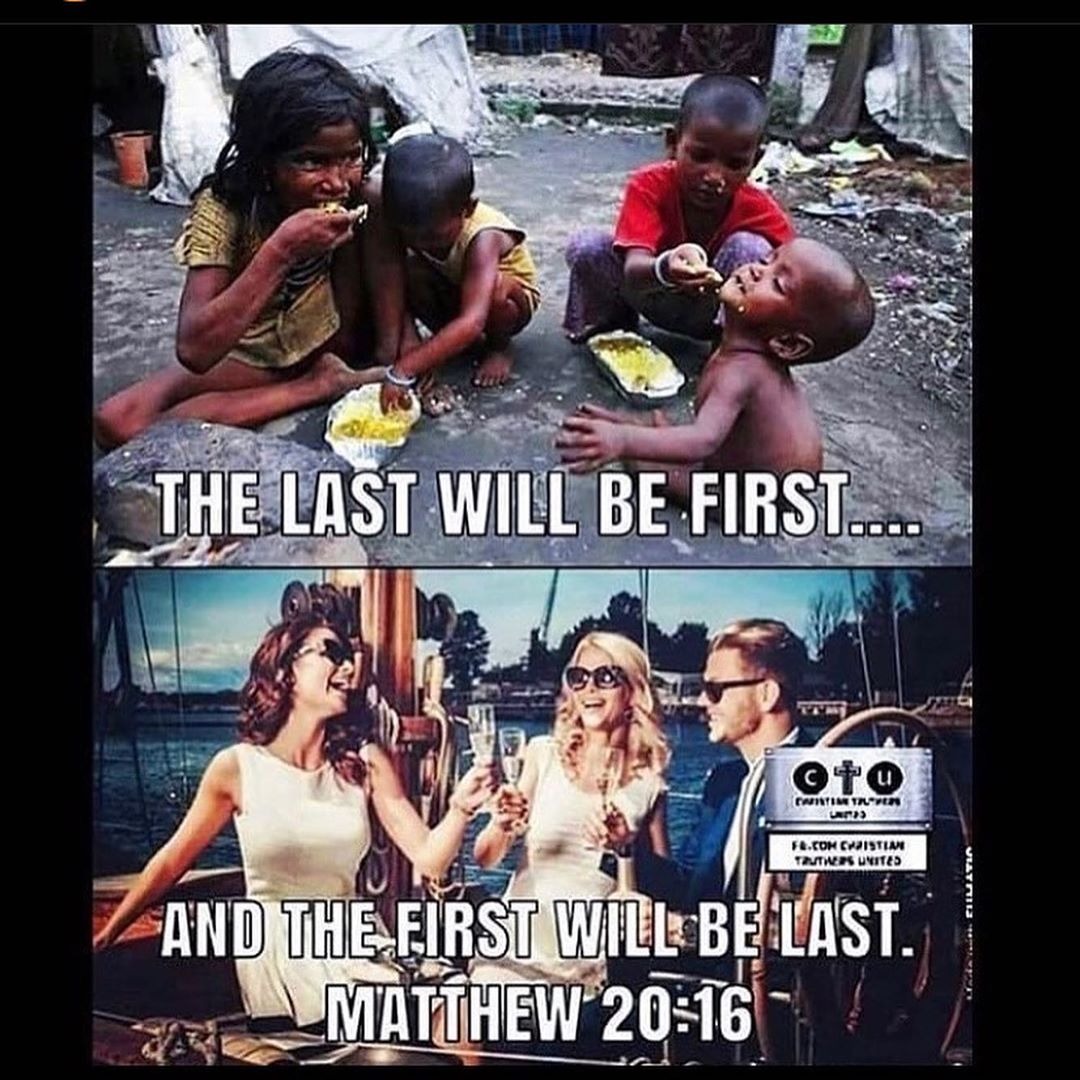 THE LAST WILL BE FIRST....
C U
CHRISTIAN TRUTHERS
UNITED
FB.COM CHRISTIAN
TRUTHERS UNITED
AND THE FIRST WILL BE LAST.
MATTHEW 20:16